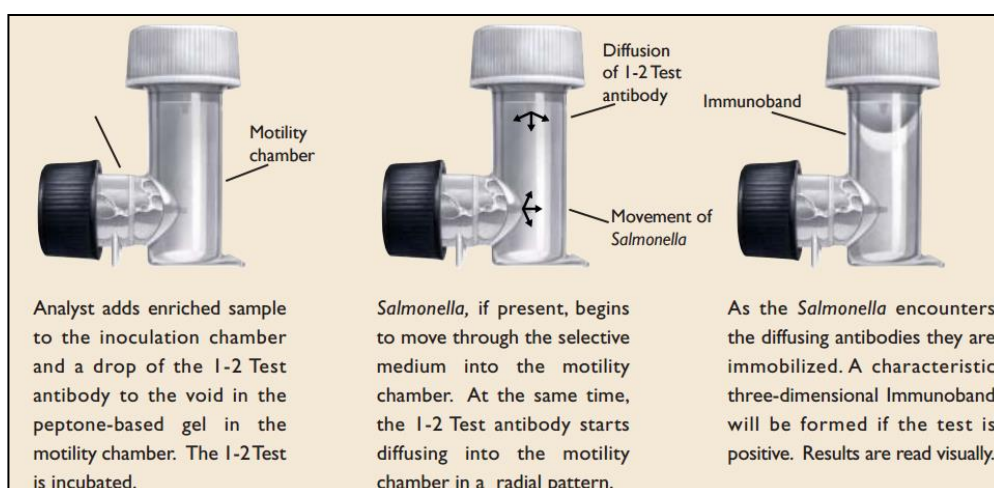 Motility
chamber
Diffusion
of 1-2 Test
antibody
Movement of
Salmonella
Immunoband
Analyst adds enriched sample
to the inoculation chamber
and a drop of the 1-2 Test
antibody to the void in the
peptone-based gel in the
motility chamber. The 1-2 Test
is incubated.
Salmonella, if present, begins
to move through the selective
medium into the motility
chamber. At the same time,
the 1-2 Test antibody starts
diffusing into the motility
chamber in a radial pattern.
As the Salmonella encounters
the diffusing antibodies they are
immobilized. A characteristic
three-dimensional Immunoband
will be formed if the test is
positive. Results are read visually.